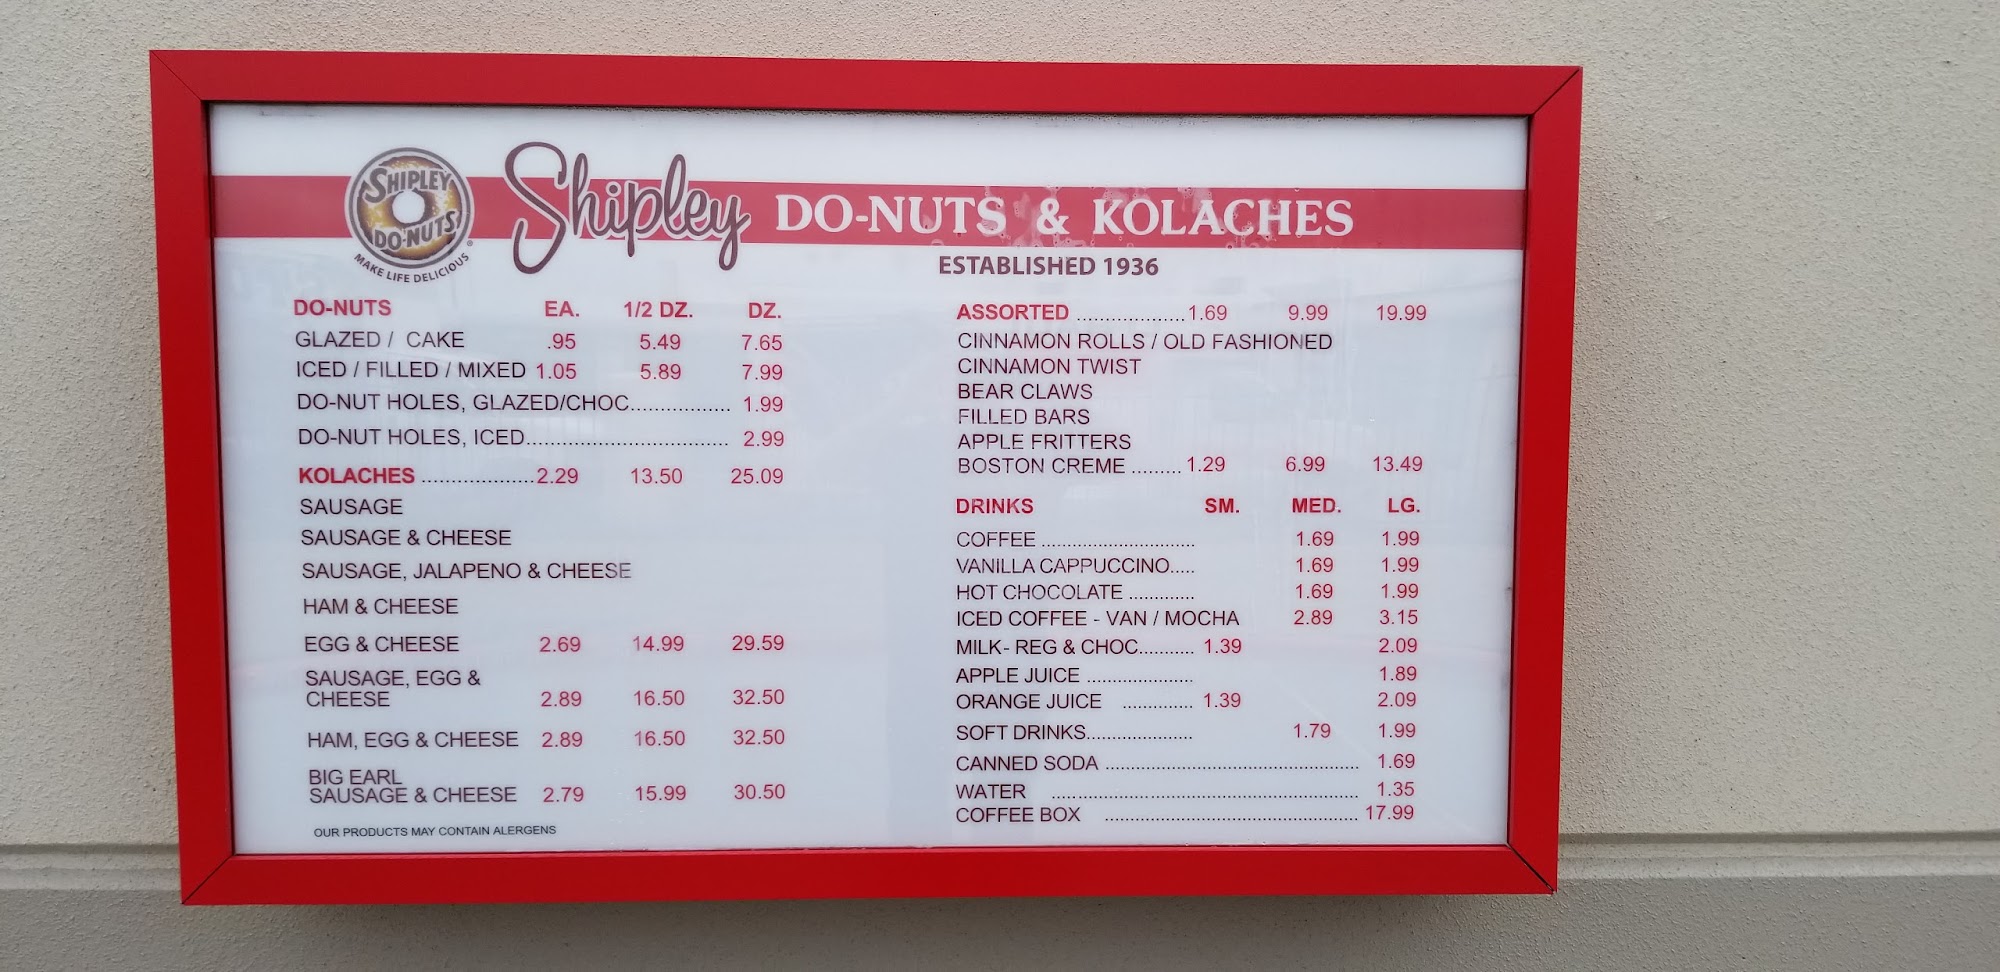 SHIPLEY
DO-NUTS
MAKE LIFE DELICIOUS
Shipley DO-NUTS & KOLACHES
ESTABLISHED 1936
DO-NUTS EA. 1/2 DZ. DZ.
GLAZED / CAKE .95 5.49 7.65
ICED / FILLED / MIXED 1.05 5.89 7.99
DO-NUT HOLES, GLAZED/CHOC................. 1.99
DO-NUT HOLES, ICED................................. 2.99
KOLACHES ...................2.29 13.50 25.09
SAUSAGE
SAUSAGE & CHEESE
SAUSAGE, JALAPENO & CHEESE
HAM & CHEESE
EGG & CHEESE 2.69 14.99 29.59
SAUSAGE, EGG &
CHEESE 2.89 16.50 32.50
HAM, EGG & CHEESE 2.89 16.50 32.50
BIG EARL
SAUSAGE & CHEESE 2.79 15.99 30.50
OUR PRODUCTS MAY CONTAIN ALERGENS
ASSORTED ..................1.69 9.99 19.99
CINNAMON ROLLS / OLD FASHIONED
CINNAMON TWIST
BEAR CLAWS
FILLED BARS
APPLE FRITTERS
BOSTON CREME .........1.29 6.99 13.49
DRINKS SM. MED. LG.
COFFEE ............................ 1.69 1.99
VANILLA CAPPUCCINO..... 1.69 1.99
HOT CHOCOLATE ............ 1.69 1.99
ICED COFFEE - VAN / MOCHA 2.89 3.15
MILK- REG & CHOC........... 1.39 2.09
APPLE JUICE ...................... 1.89
ORANGE JUICE .............. 1.39 2.09
SOFT DRINKS...................... 1.79 1.99
CANNED SODA .......................................... 1.69
WATER .................................................. 1.35
COFFEE BOX .......................................... 17.99